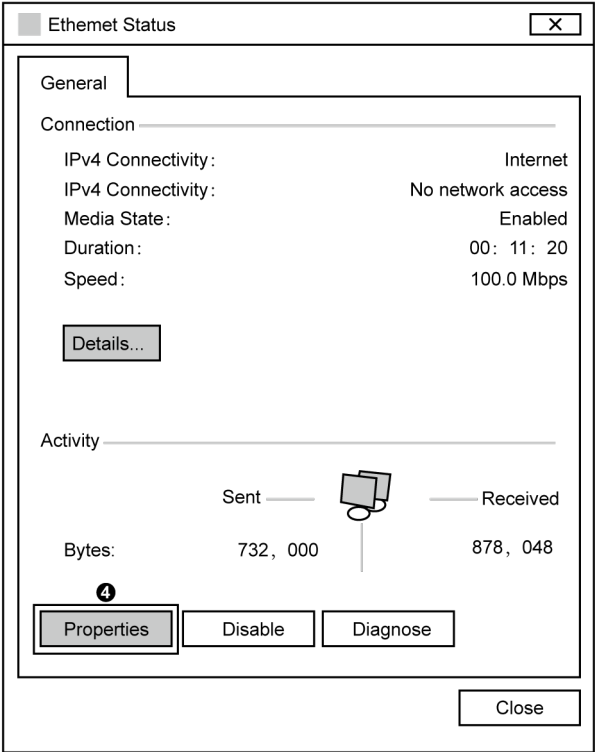 Ethemet Status X
General
Connection
IPv4 Connectivity: Internet
IPv4 Connectivity: No network access
Media State: Enabled
Duration: 00: 11: 20
Speed: 100.0 Mbps
Details...
Activity
Sent Received
Bytes: 732, 000 878, 048
❹
Properties Disable Diagnose
Close